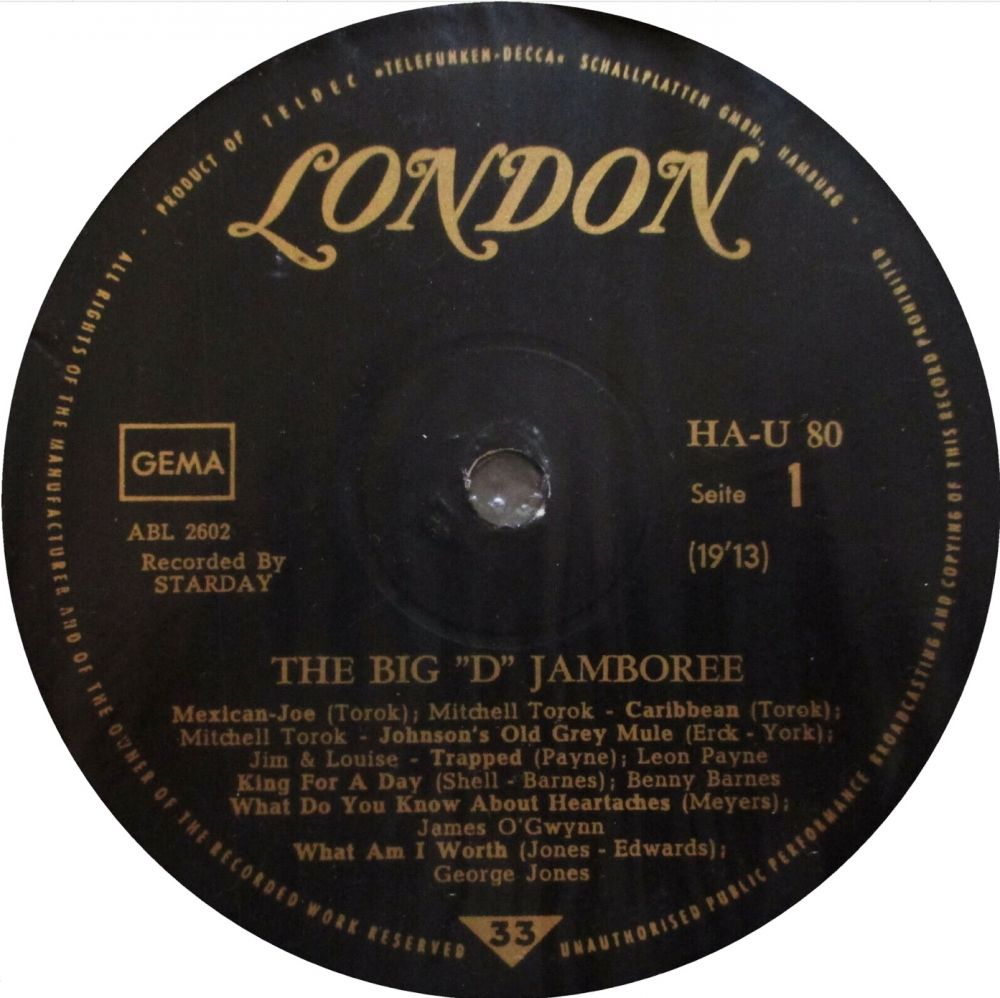 PRODUCT OF TELDEC »TELEFUNKEN-DECCA« SCHALLPLATTEN GMBH., HAMBURG ·
LONDON
GEMA
HA-U 80
Seite 1
ABL 2602
(19'13)
Recorded By
STARDAY
THE BIG "D" JAMBOREE
Mexican-Joe (Torok); Mitchell Torok - Caribbean (Torok);
Mitchell Torok - Johnson's Old Grey Mule (Erck - York);
Jim & Louise - Trapped (Payne); Leon Payne
King For A Day (Shell - Barnes); Benny Barnes
What Do You Know About Heartaches (Meyers);
James O'Gwynn
What Am I Worth (Jones - Edwards);
George Jones
33
ALL RIGHTS OF THE MANUFACTURER AND OF THE OWNER OF THE RECORDED WORK RESERVED
UNAUTHORISED PUBLIC PERFORMANCE BROADCASTING AND COPYING OF THIS RECORD PROHIBITED